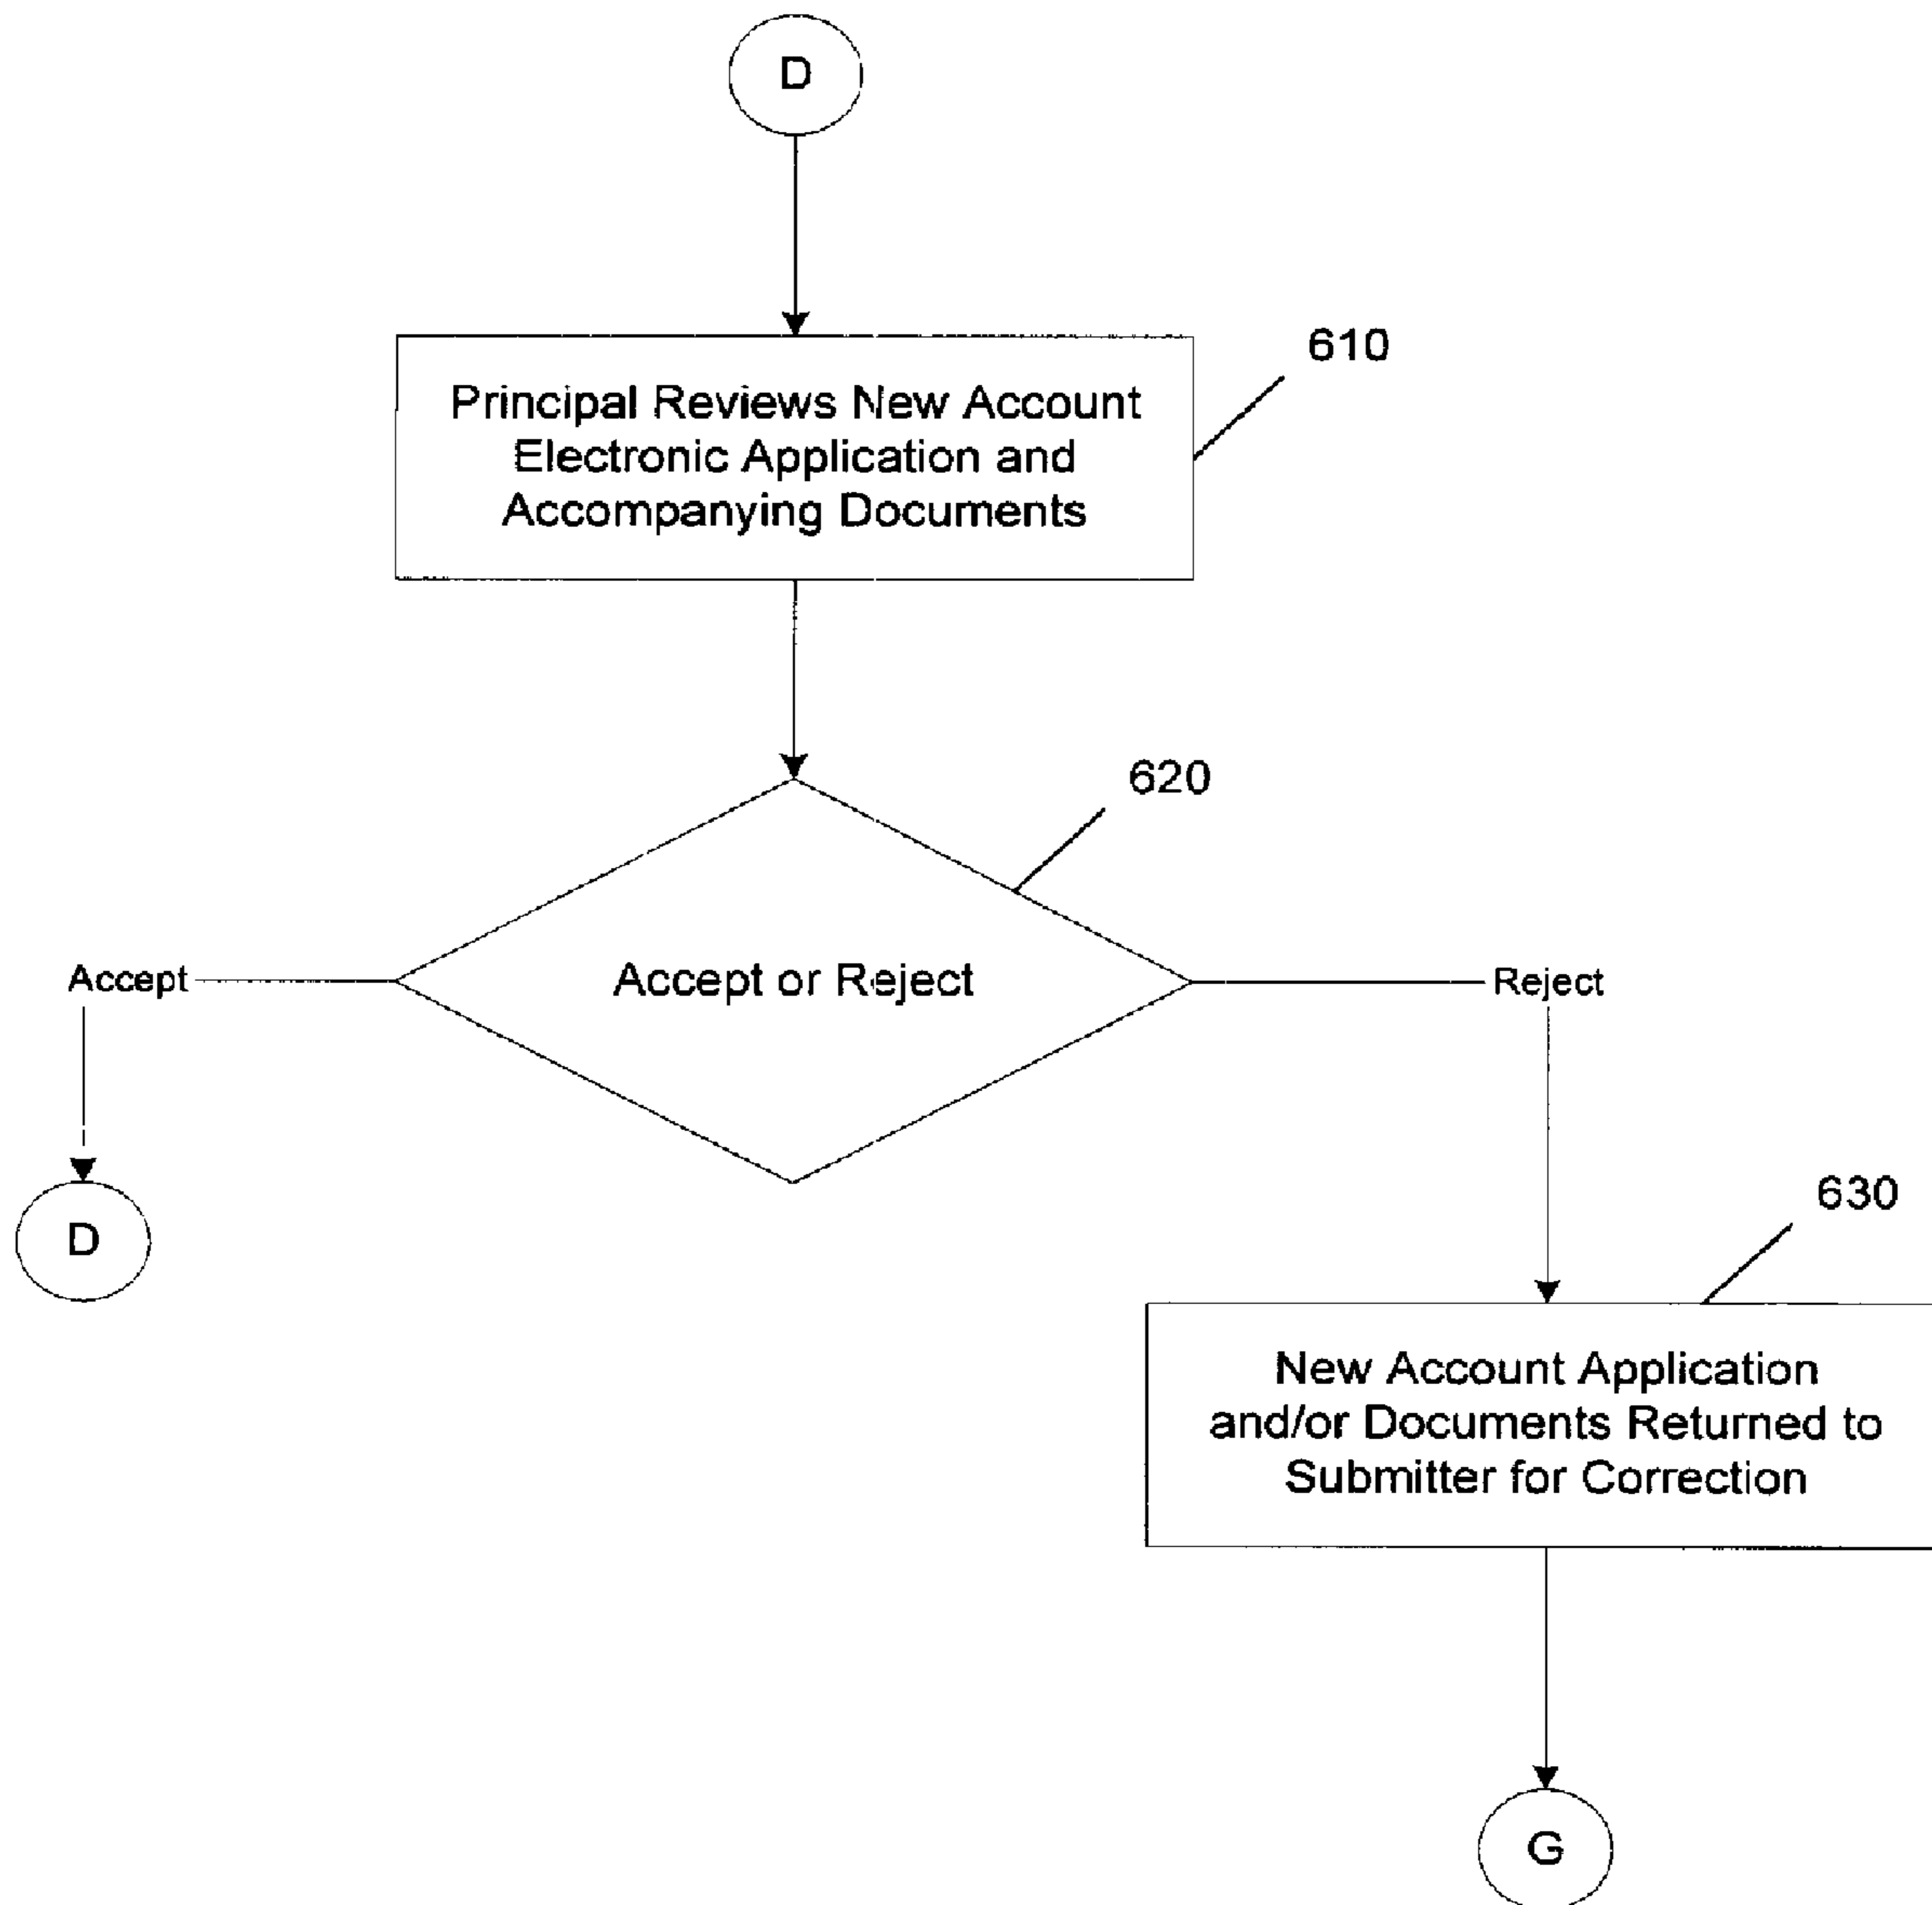 D
610
Principal Reviews New Account
Electronic Application and
Accompanying Documents
620
Accept
Accept or Reject
Reject
D
630
New Account Application
and/or Documents Returned to
Submitter for Correction
G